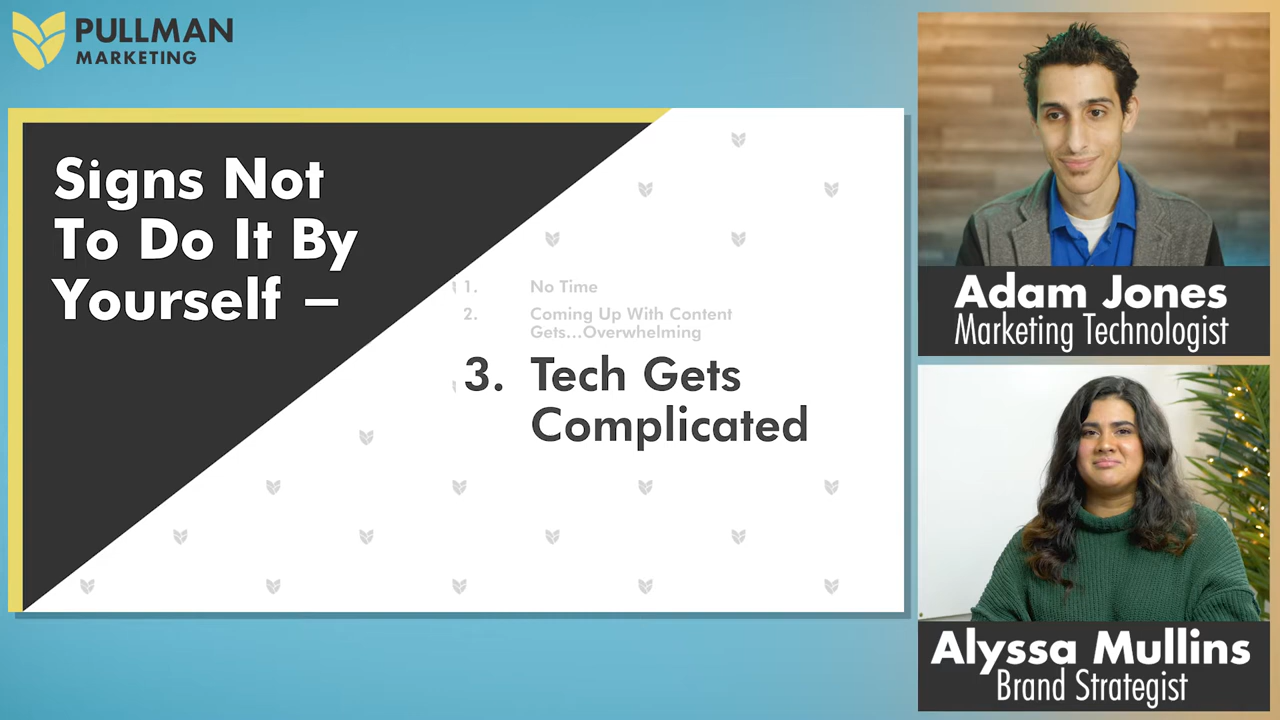 PULLMAN
MARKETING
Signs Not
To Do It By
Yourself –
1. No Time
2. Coming Up With Content
Gets...Overwhelming
3. Tech Gets
Complicated
Adam Jones
Marketing Technologist
Alyssa Mullins
Brand Strategist